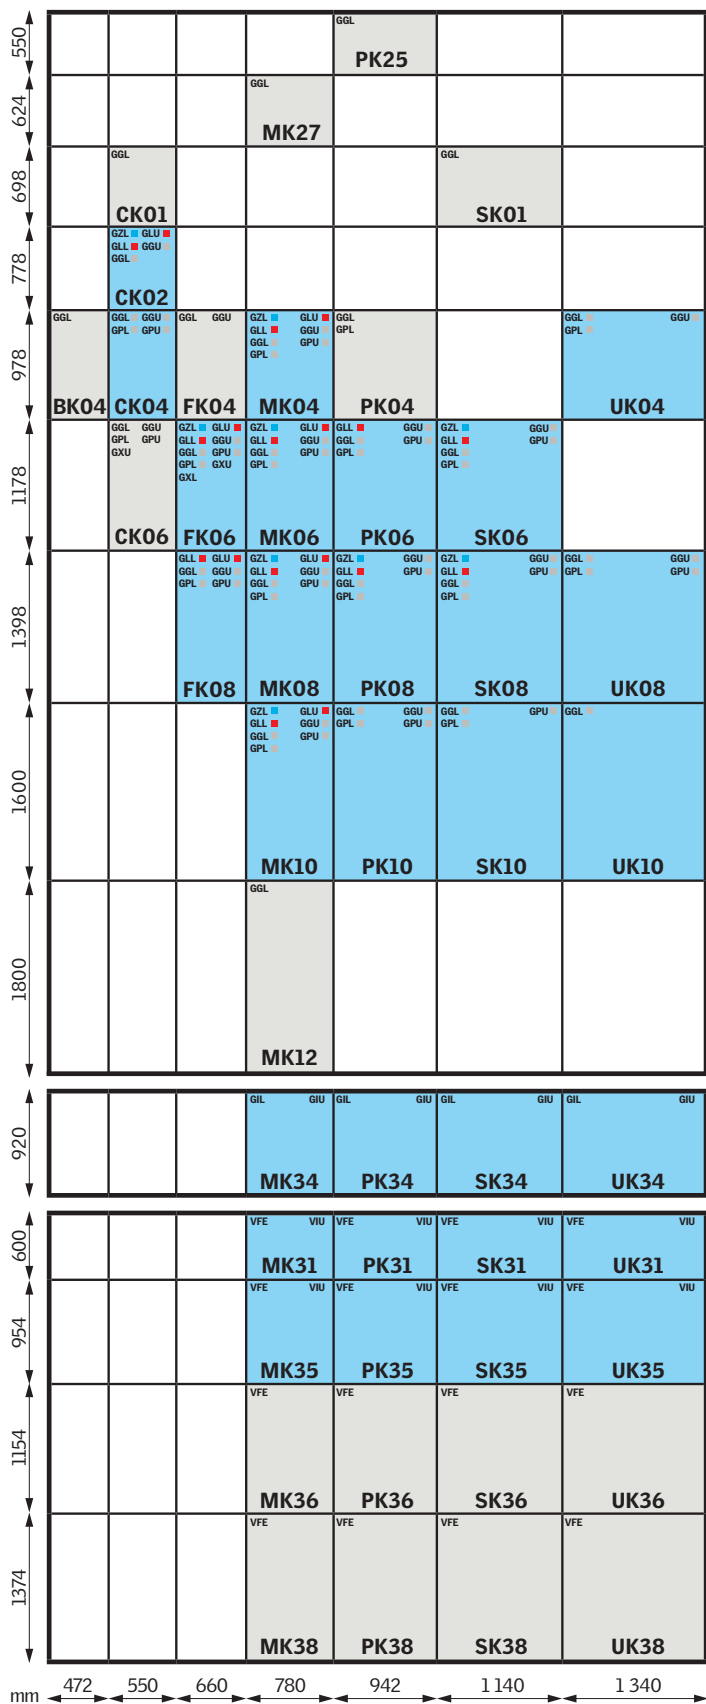 550
GGL
PK25
624
GGL
MK27
698
GGL GGL
CK01 SK01
778
GZL GLU
GLL GGU
GGL
CK02
978
GGL GGL GGU GGL GGU GZL GLU GGL GGL GGU
GPL GPU GLL GGU GPL GPL
GGL GPU
GPL
BK04 CK04 FK04 MK04 PK04 UK04
1178
GGL GGU GZL GLU GZL GLU GLL GGU GZL GGU
GPL GPU GLL GGU GLL GGU GGL GPU GLL GPU
GXU GGL GPU GGL GPU GPL GGL
GPL GXU GPL GPL
GXL
CK06 FK06 MK06 PK06 SK06
1398
GLL GLU GZL GLU GZL GGU GZL GGU GGL GGU
GGL GGU GLL GGU GLL GPU GLL GPU GPL GPU
GPL GPU GGL GPU GGL GGL
GPL GPL GPL
FK08 MK08 PK08 SK08 UK08
1600
GZL GLU GGL GGU GGL GPU GGL
GLL GGU GPL GPU GPL
GGL GPU
GPL
MK10 PK10 SK10 UK10
1800
GGL
MK12
920
GIL GIU GIL GIU GIL GIU GIL GIU
MK34 PK34 SK34 UK34
600
VFE VIU VFE VIU VFE VIU VFE VIU
MK31 PK31 SK31 UK31
954
VFE VIU VFE VIU VFE VIU VFE VIU
MK35 PK35 SK35 UK35
1154
VFE VFE VFE VFE
MK36 PK36 SK36 UK36
1374
VFE VFE VFE VFE
MK38 PK38 SK38 UK38
mm 472 550 660 780 942 1 140 1 340